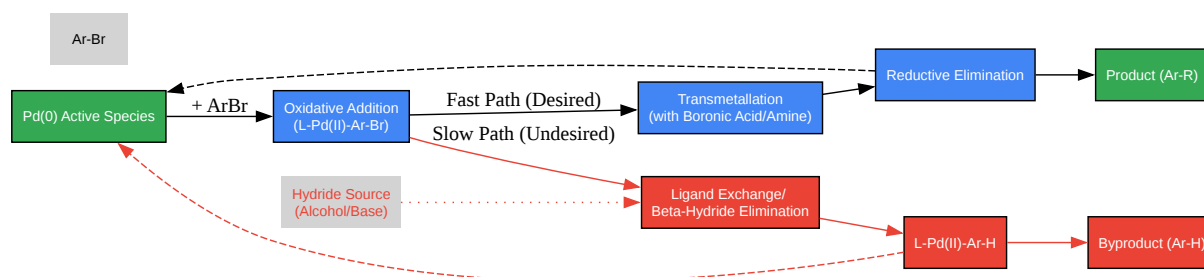 Ar-Br
Pd(0) Active Species
+ ArBr
Oxidative Addition
(L-Pd(II)-Ar-Br)
Fast Path (Desired)
Slow Path (Undesired)
Transmetallation
(with Boronic Acid/Amine)
Reductive Elimination
Product (Ar-R)
Hydride Source
(Alcohol/Base)
Ligand Exchange/
Beta-Hydride Elimination
L-Pd(II)-Ar-H
Byproduct (Ar-H)